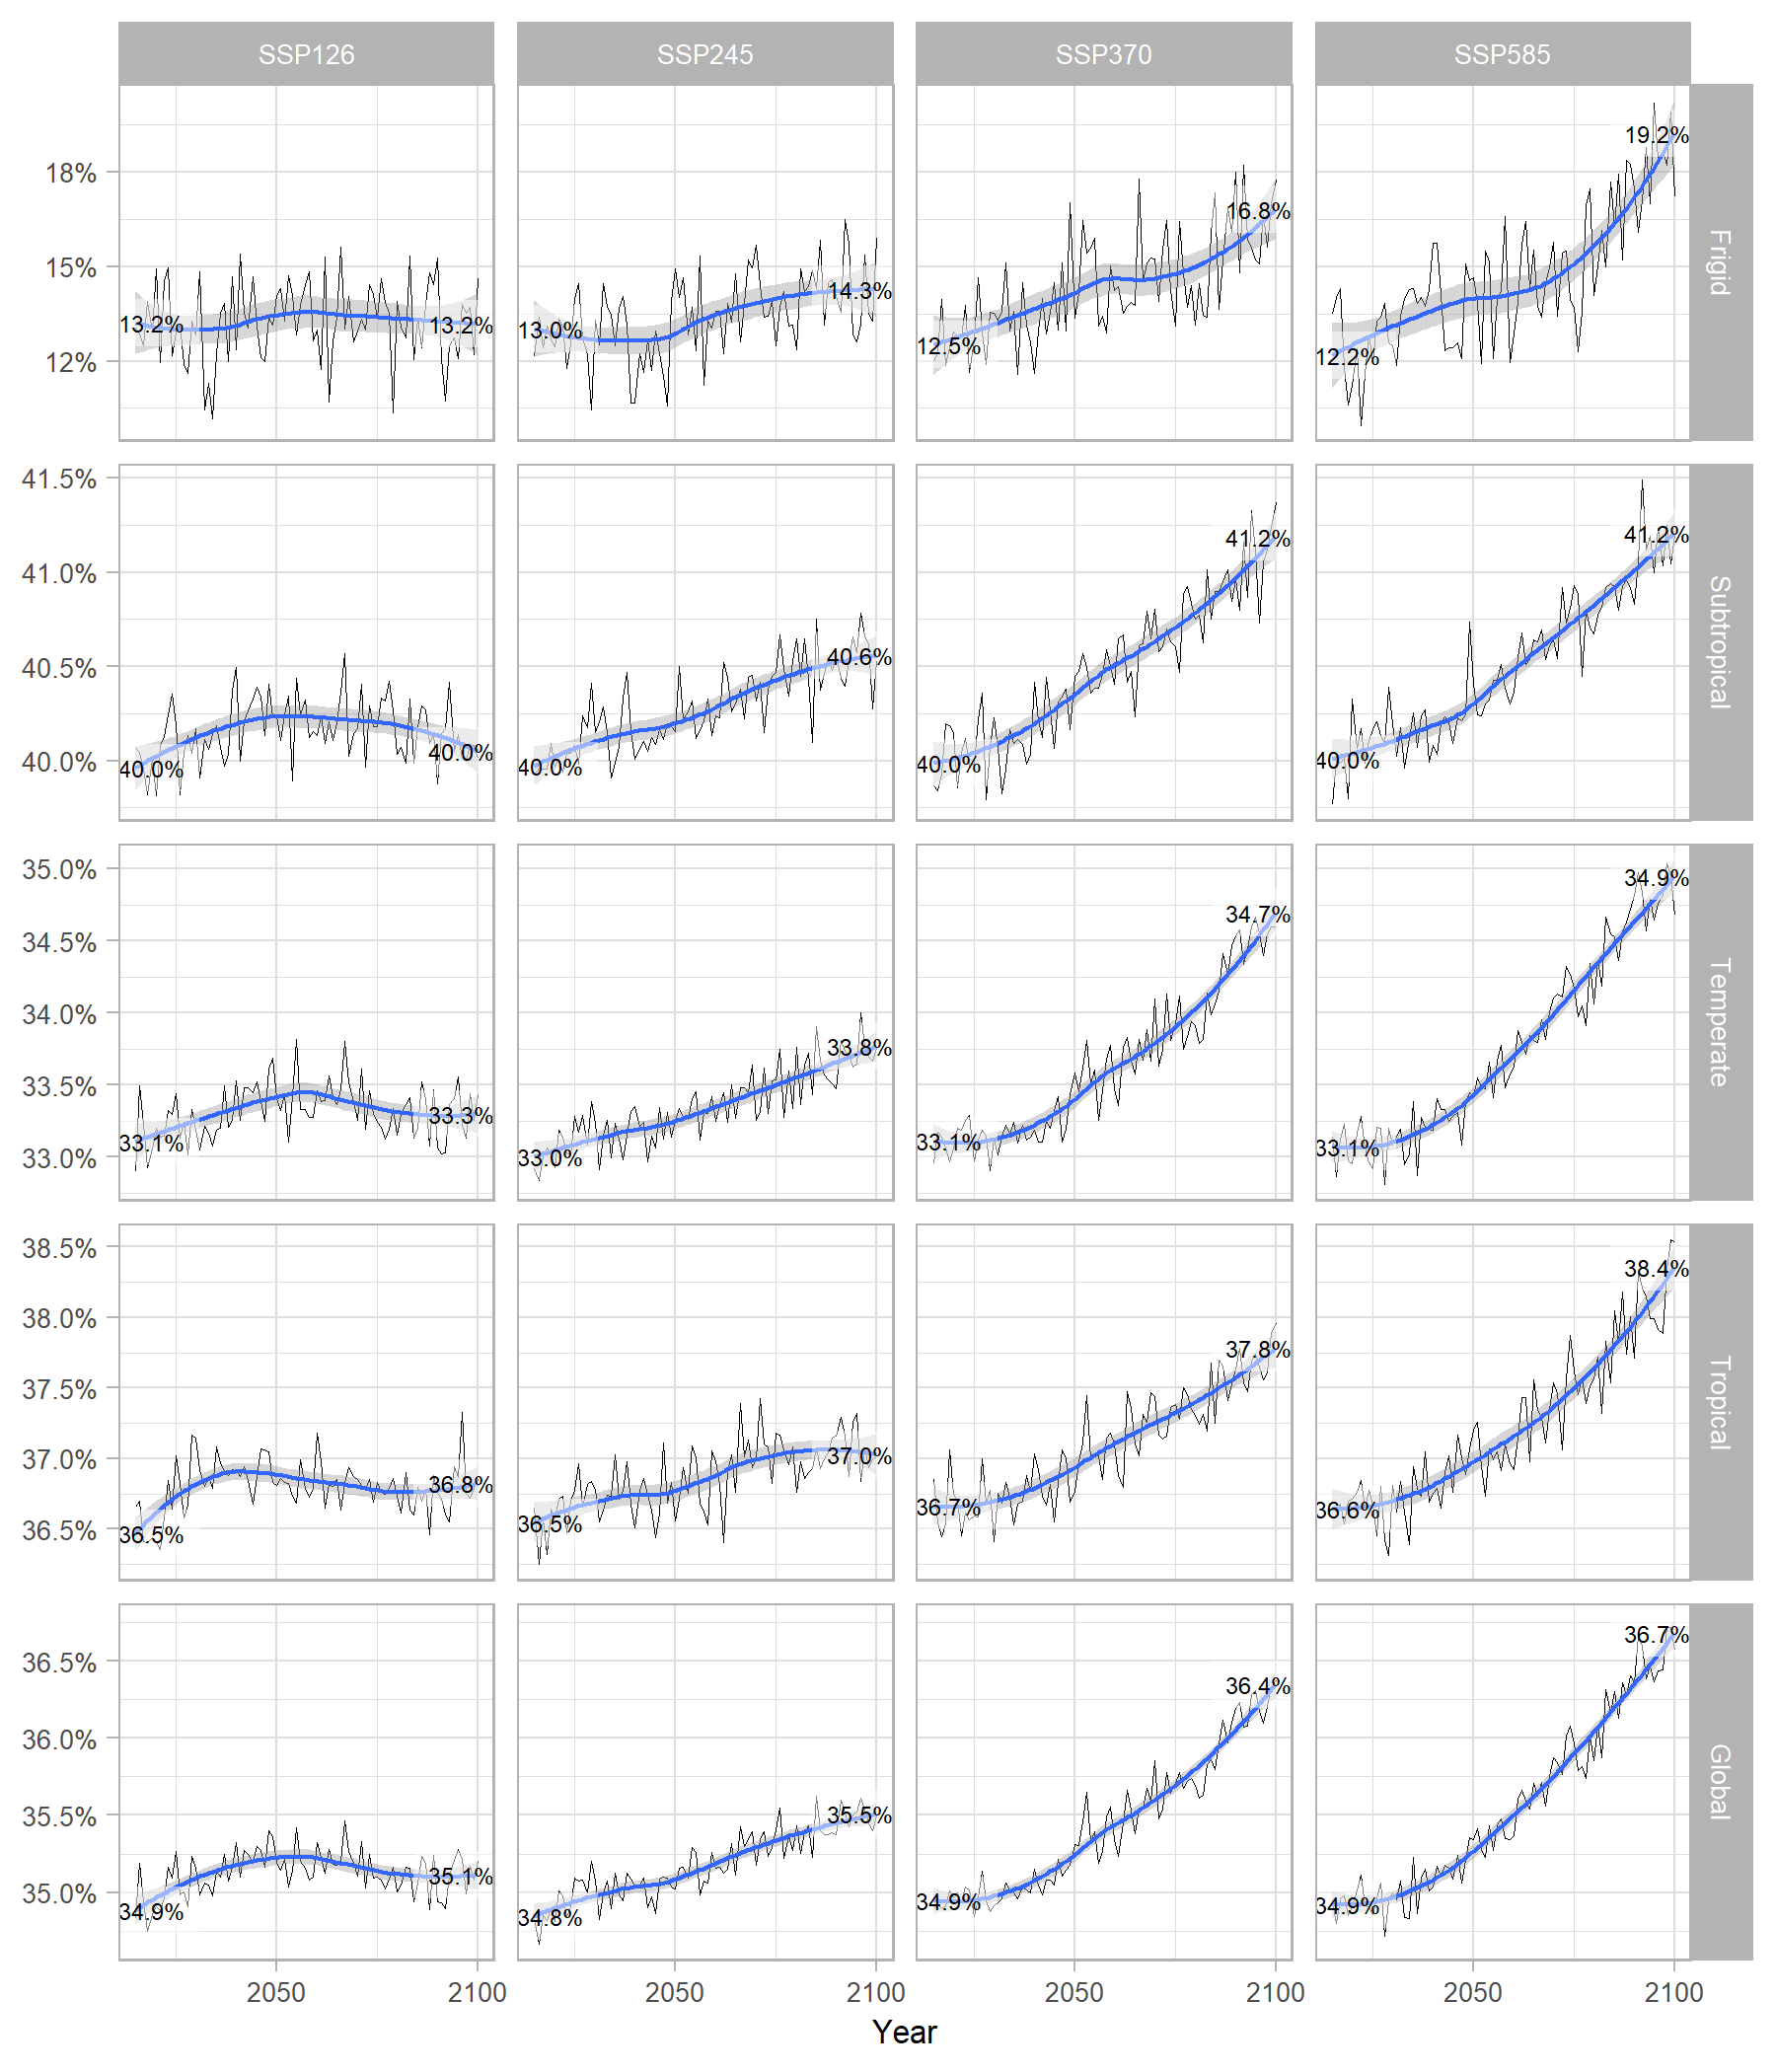 SSP126 SSP245 SSP370 SSP585
18%
15%
12%
13.2% 13.2% 13.0% 14.3% 12.5% 16.8% 12.2% 19.2%
Frigid
41.5%
41.0%
40.5%
40.0%
40.0% 40.0% 40.0% 40.6% 40.0% 41.2% 40.0% 41.2%
Subtropical
35.0%
34.5%
34.0%
33.5%
33.0%
33.1% 33.3% 33.0% 33.8% 33.1% 34.7% 33.1% 34.9%
Temperate
38.5%
38.0%
37.5%
37.0%
36.5%
36.5% 36.8% 36.5% 37.0% 36.7% 37.8% 36.6% 38.4%
Tropical
36.5%
36.0%
35.5%
35.0%
34.9% 35.1% 34.8% 35.5% 34.9% 36.4% 34.9% 36.7%
Global
2050 2100 2050 2100 2050 2100 2050 2100
Year